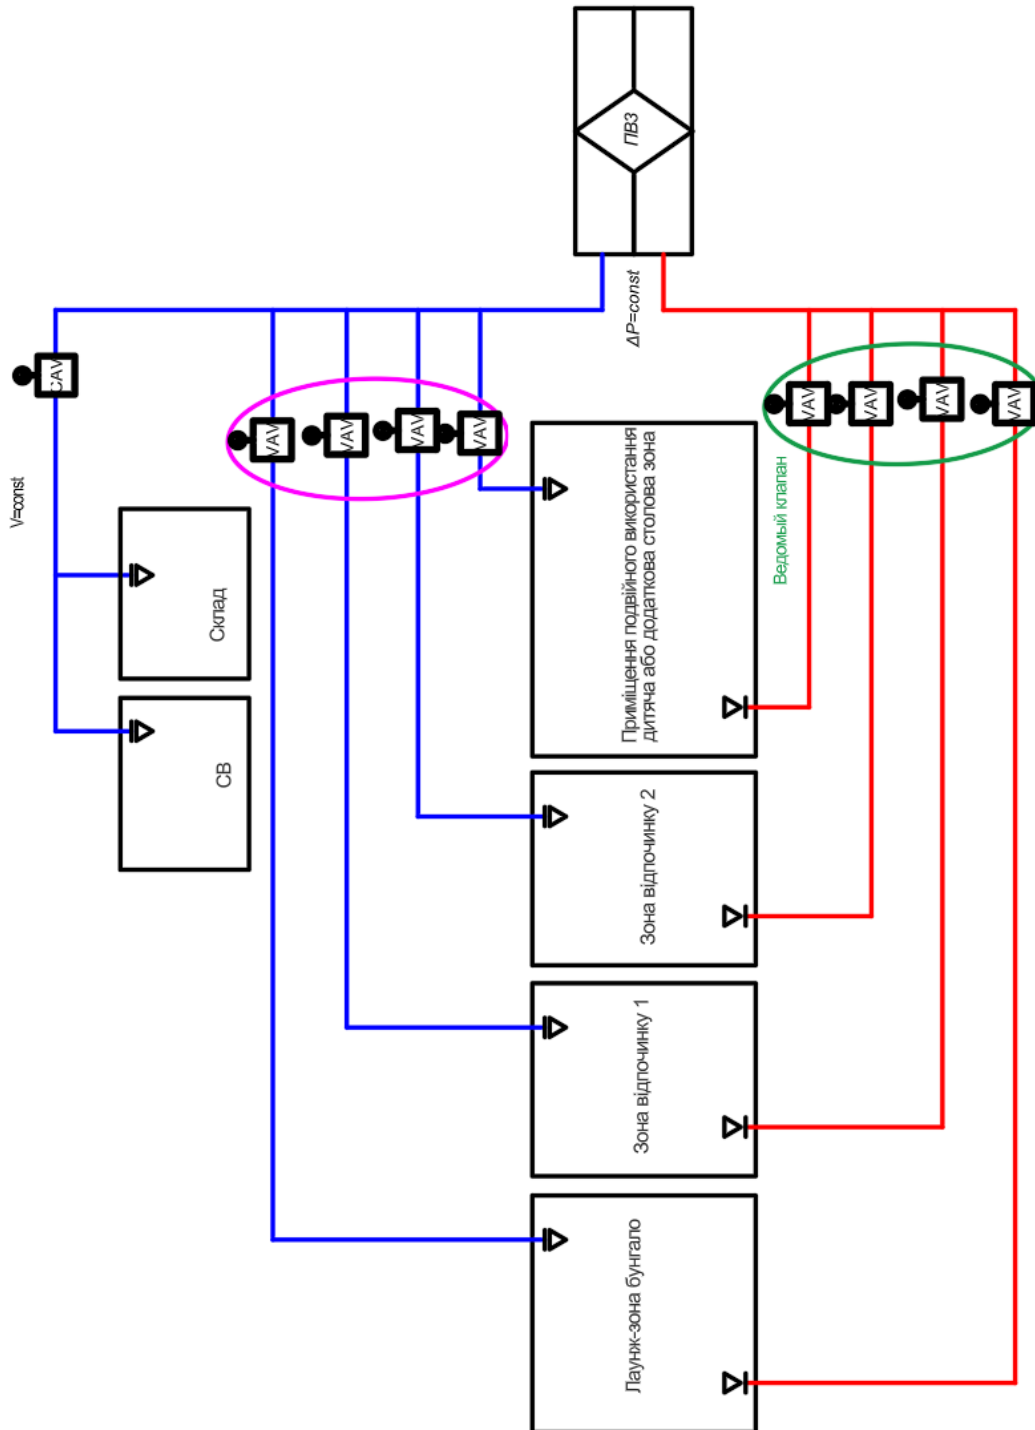 ПВ3
ΔP=const
CAV
V=const
VAV
VAV
VAV
VAV
VAV
VAV
VAV
VAV
Ведомый клапан
Склад
СВ
Приміщення подвійного використання
дитяча або додаткова столова зона
Зона відпочинку 2
Зона відпочинку 1
Лаунж-зона бунгало